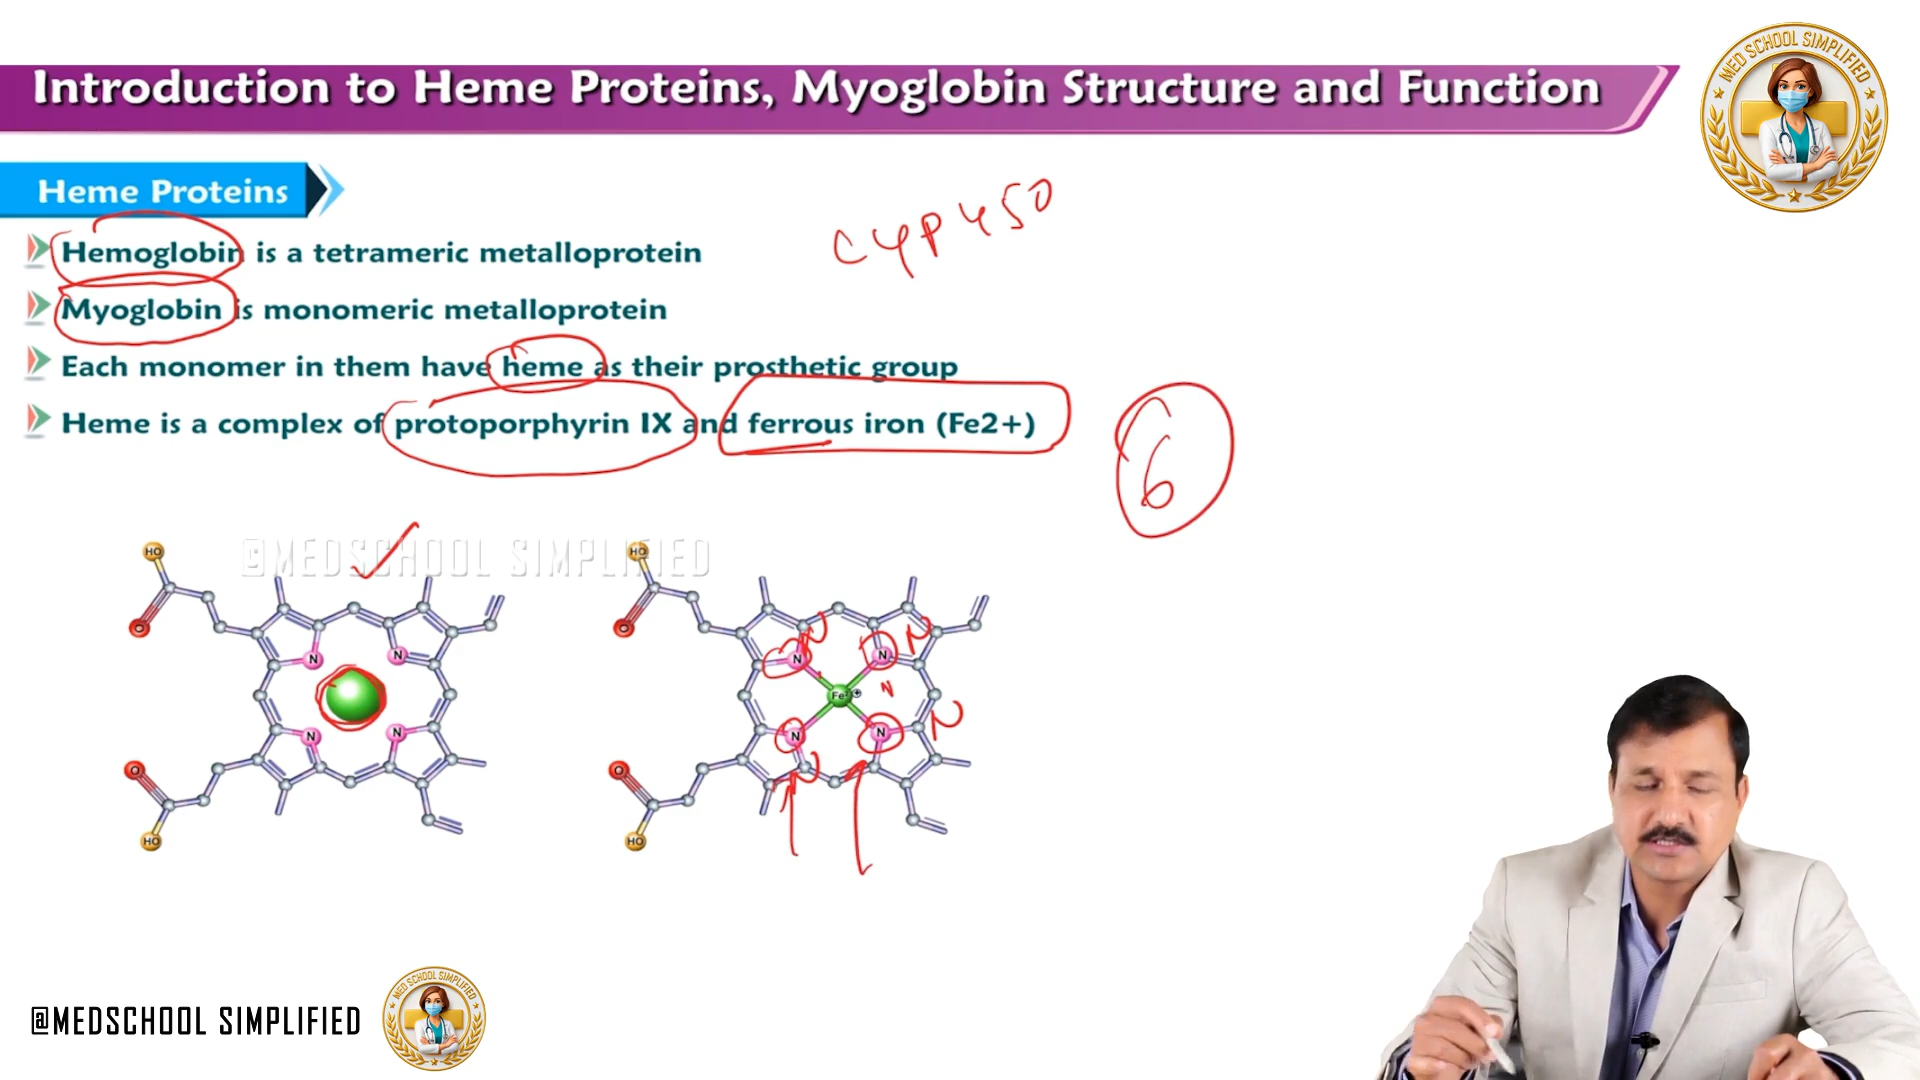 Introduction to Heme Proteins, Myoglobin Structure and Function
MED SCHOOL SIMPLIFIED
Heme Proteins
CYP450
Hemoglobin is a tetrameric metalloprotein
Myoglobin is monomeric metalloprotein
Each monomer in them have heme as their prosthetic group
Heme is a complex of protoporphyrin IX and ferrous iron (Fe2+)
6
@MEDSCHOOL SIMPLIFIED
HO
HO
O
O
N
N
N
N
N
N
N
N
N
Fe2+
N
N
N
N
O
O
HO
HO
@MEDSCHOOL SIMPLIFIED
MED SCHOOL SIMPLIFIED